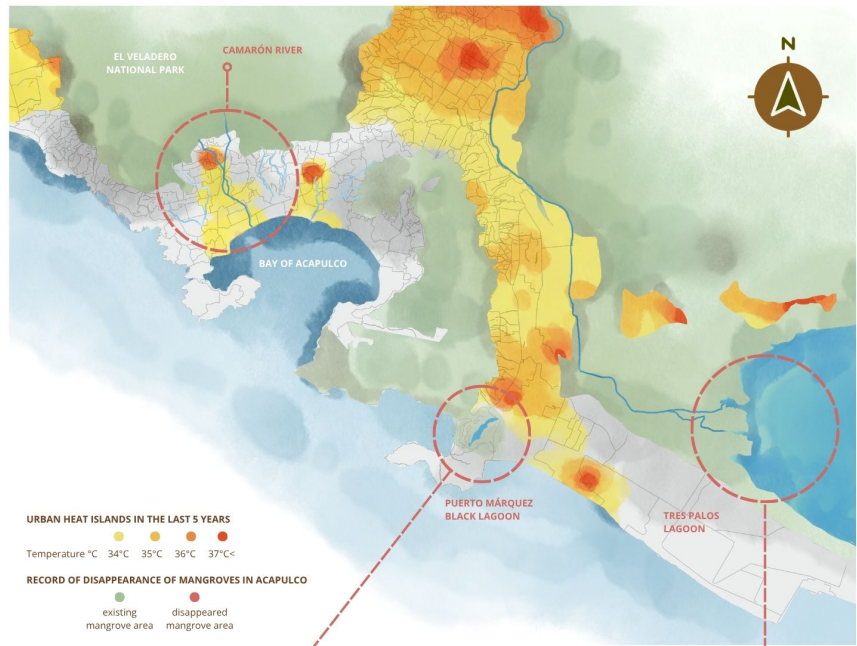 EL VELADERO
NATIONAL PARK
CAMARÓN RIVER
N
BAY OF ACAPULCO
PUERTO MÁRQUEZ
BLACK LAGOON
TRES PALOS
LAGOON
URBAN HEAT ISLANDS IN THE LAST 5 YEARS
Temperature °C 34°C 35°C 36°C 37°C<
RECORD OF DISAPPEARANCE OF MANGROVES IN ACAPULCO
existing
mangrove area
disappeared
mangrove area